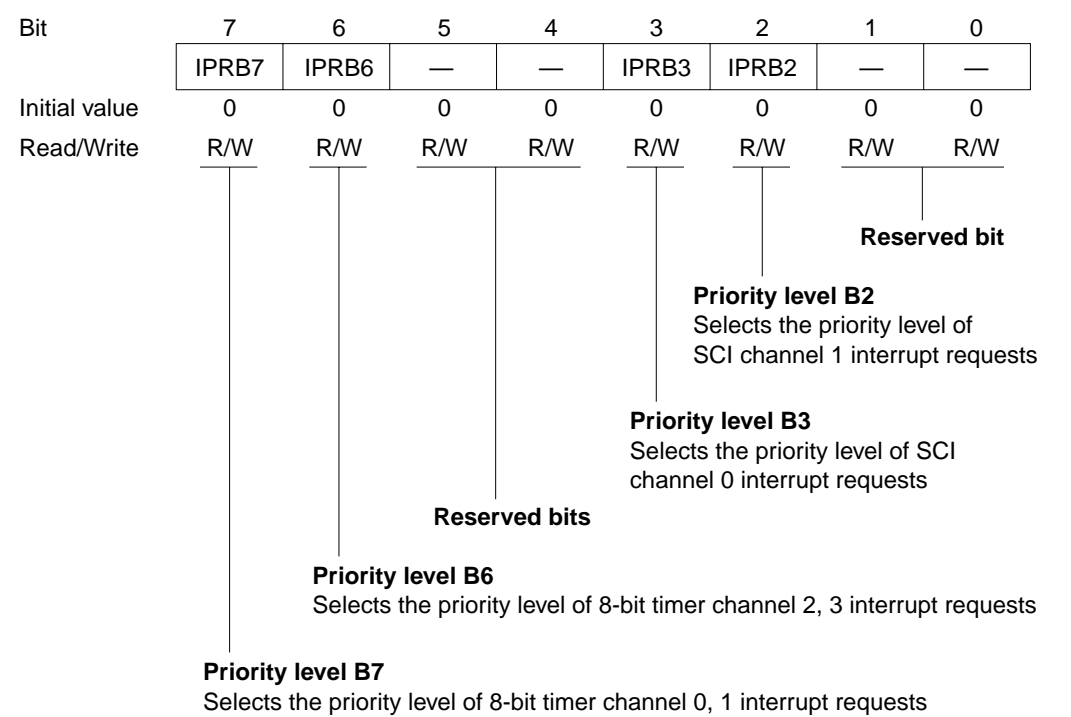 Bit 7 6 5 4 3 2 1 0
IPRB7 IPRB6 — — IPRB3 IPRB2 — —
Initial value 0 0 0 0 0 0 0 0
Read/Write R/W R/W R/W R/W R/W R/W R/W R/W
Reserved bit
Priority level B2
Selects the priority level of
SCI channel 1 interrupt requests
Priority level B3
Selects the priority level of SCI
channel 0 interrupt requests
Reserved bits
Priority level B6
Selects the priority level of 8-bit timer channel 2, 3 interrupt requests
Priority level B7
Selects the priority level of 8-bit timer channel 0, 1 interrupt requests